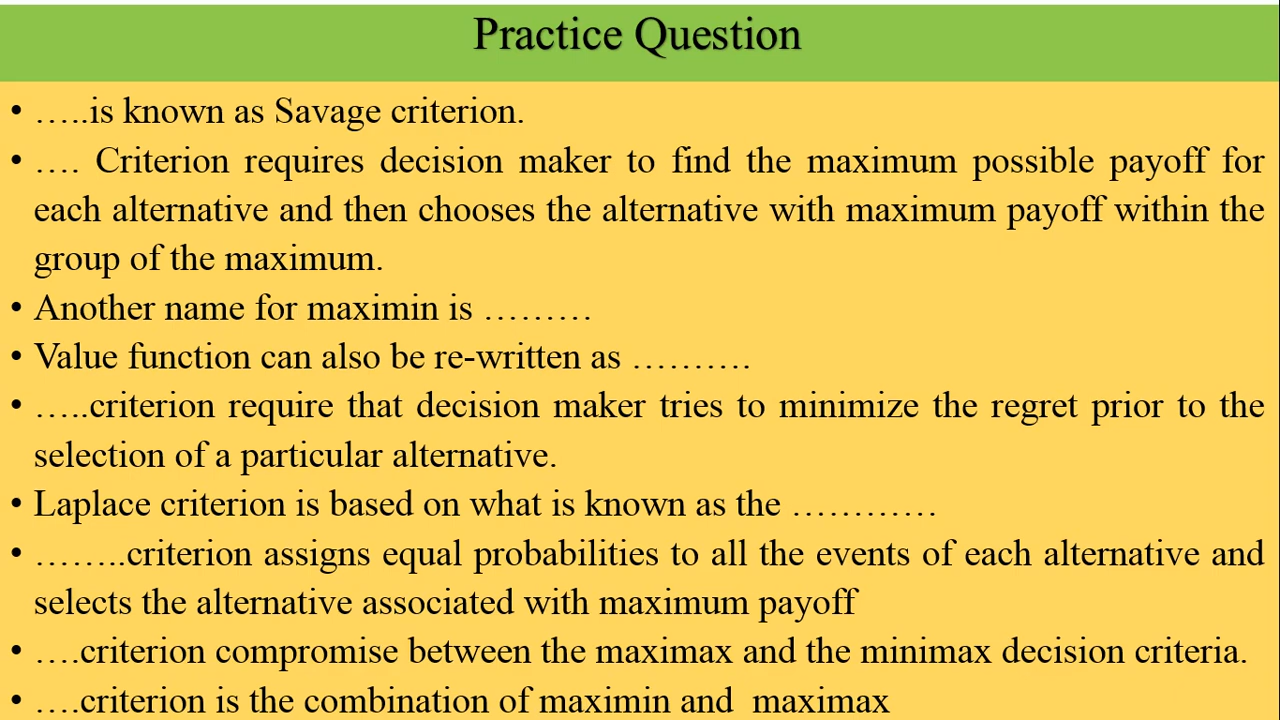 Practice Question
• …..is known as Savage criterion.
• …. Criterion requires decision maker to find the maximum possible payoff for
each alternative and then chooses the alternative with maximum payoff within the
group of the maximum.
• Another name for maximin is ………
• Value function can also be re-written as ……….
• …..criterion require that decision maker tries to minimize the regret prior to the
selection of a particular alternative.
• Laplace criterion is based on what is known as the …………
• ……..criterion assigns equal probabilities to all the events of each alternative and
selects the alternative associated with maximum payoff
• ….criterion compromise between the maximax and the minimax decision criteria.
• ….criterion is the combination of maximin and  maximax